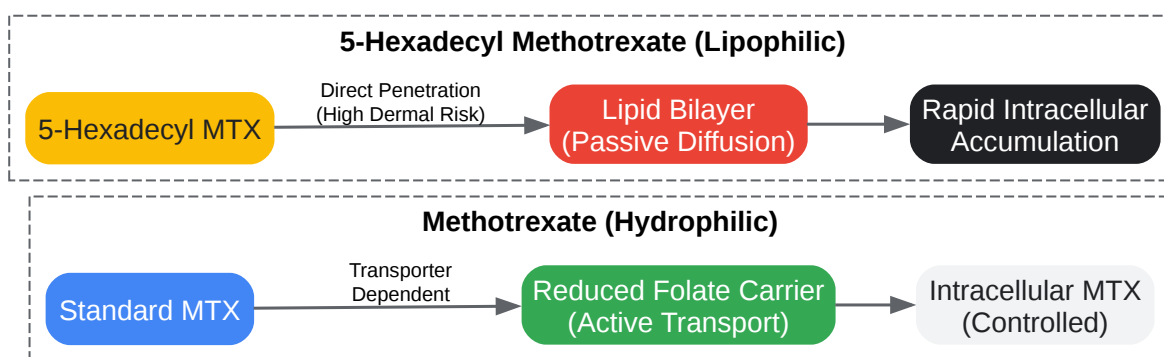 5-Hexadecyl Methotrexate (Lipophilic)
5-Hexadecyl MTX
Direct Penetration
(High Dermal Risk)
Lipid Bilayer
(Passive Diffusion)
Rapid Intracellular
Accumulation
Methotrexate (Hydrophilic)
Standard MTX
Transporter
Dependent
Reduced Folate Carrier
(Active Transport)
Intracellular MTX
(Controlled)